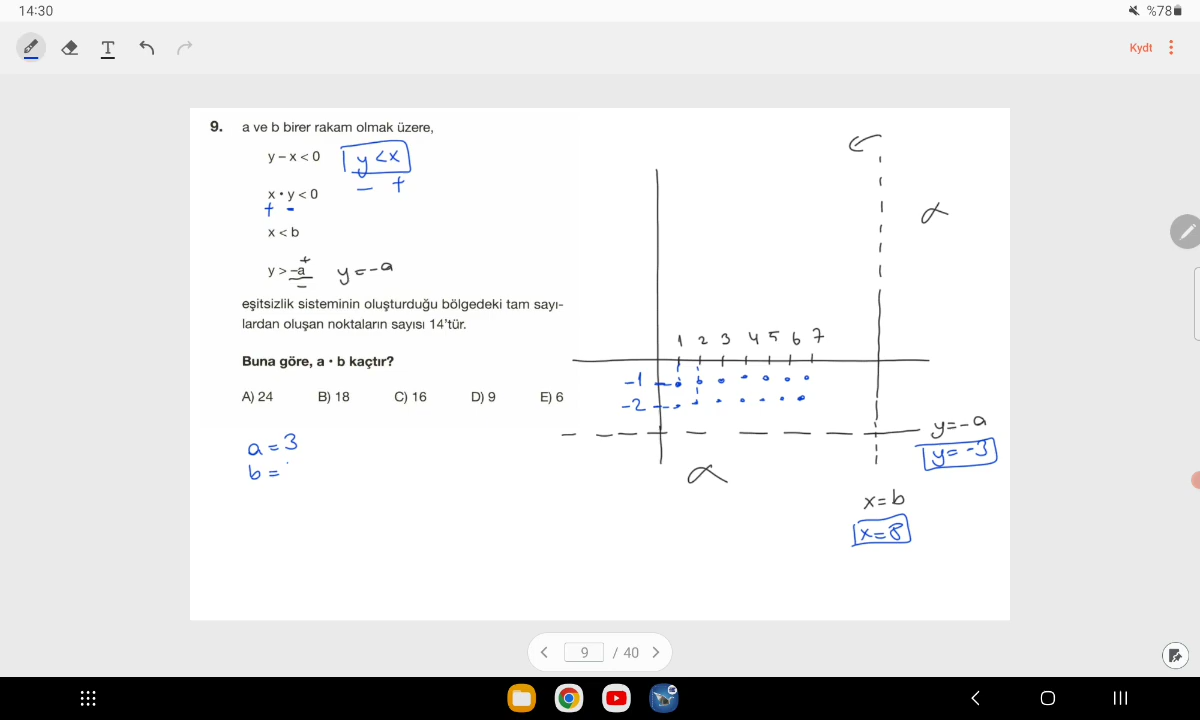 14:30
%78
T
Kydt
9. a ve b birer rakam olmak üzere,
y – x < 0
y < x
– +
x • y < 0
+ -
x < b
+
y > –a
–
y = -a
eşitsizlik sisteminin oluşturduğu bölgedeki tam sayı-
lardan oluşan noktaların sayısı 14'tür.
Buna göre, a • b kaçtır?
A) 24 B) 18 C) 16 D) 9 E) 6
a = 3
b =
1 2 3 4 5 6 7
-1
-2
y = -a
y = -3
x = b
x = 8
9 / 40